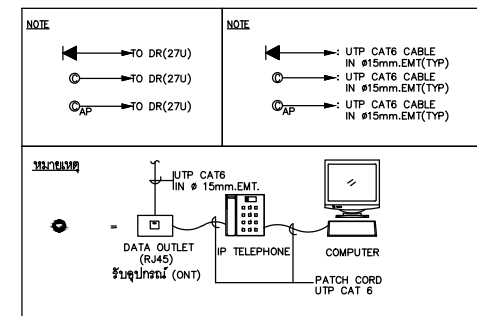 NOTE
TO DR(27U)
C TO DR(27U)
C AP TO DR(27U)
NOTE
: UTP CAT6 CABLE
IN ø15mm.EMT(TYP)
C : UTP CAT6 CABLE
IN ø15mm.EMT(TYP)
C AP : UTP CAT6 CABLE
IN ø15mm.EMT(TYP)
หมายเหตุ
UTP CAT6
IN ø 15mm.EMT.
=
DATA OUTLET
(RJ45)
รับอุปกรณ์ (ONT)
IP TELEPHONE
COMPUTER
PATCH CORD
UTP CAT 6